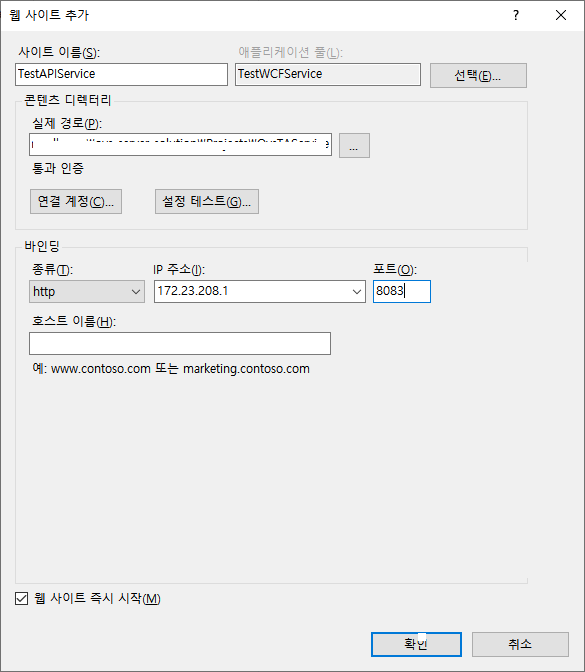 웹 사이트 추가
사이트 이름(S):
애플리케이션 풀(L):
TestAPIService
TestWCFService
선택(E)...
콘텐츠 디렉터리
실제 경로(P):
...
통과 인증
연결 계정(C)...
설정 테스트(G)...
바인딩
종류(T):
IP 주소(I):
포트(O):
http
172.23.208.1
8083
호스트 이름(H):
예: www.contoso.com 또는 marketing.contoso.com
웹 사이트 즉시 시작(M)
확인
취소